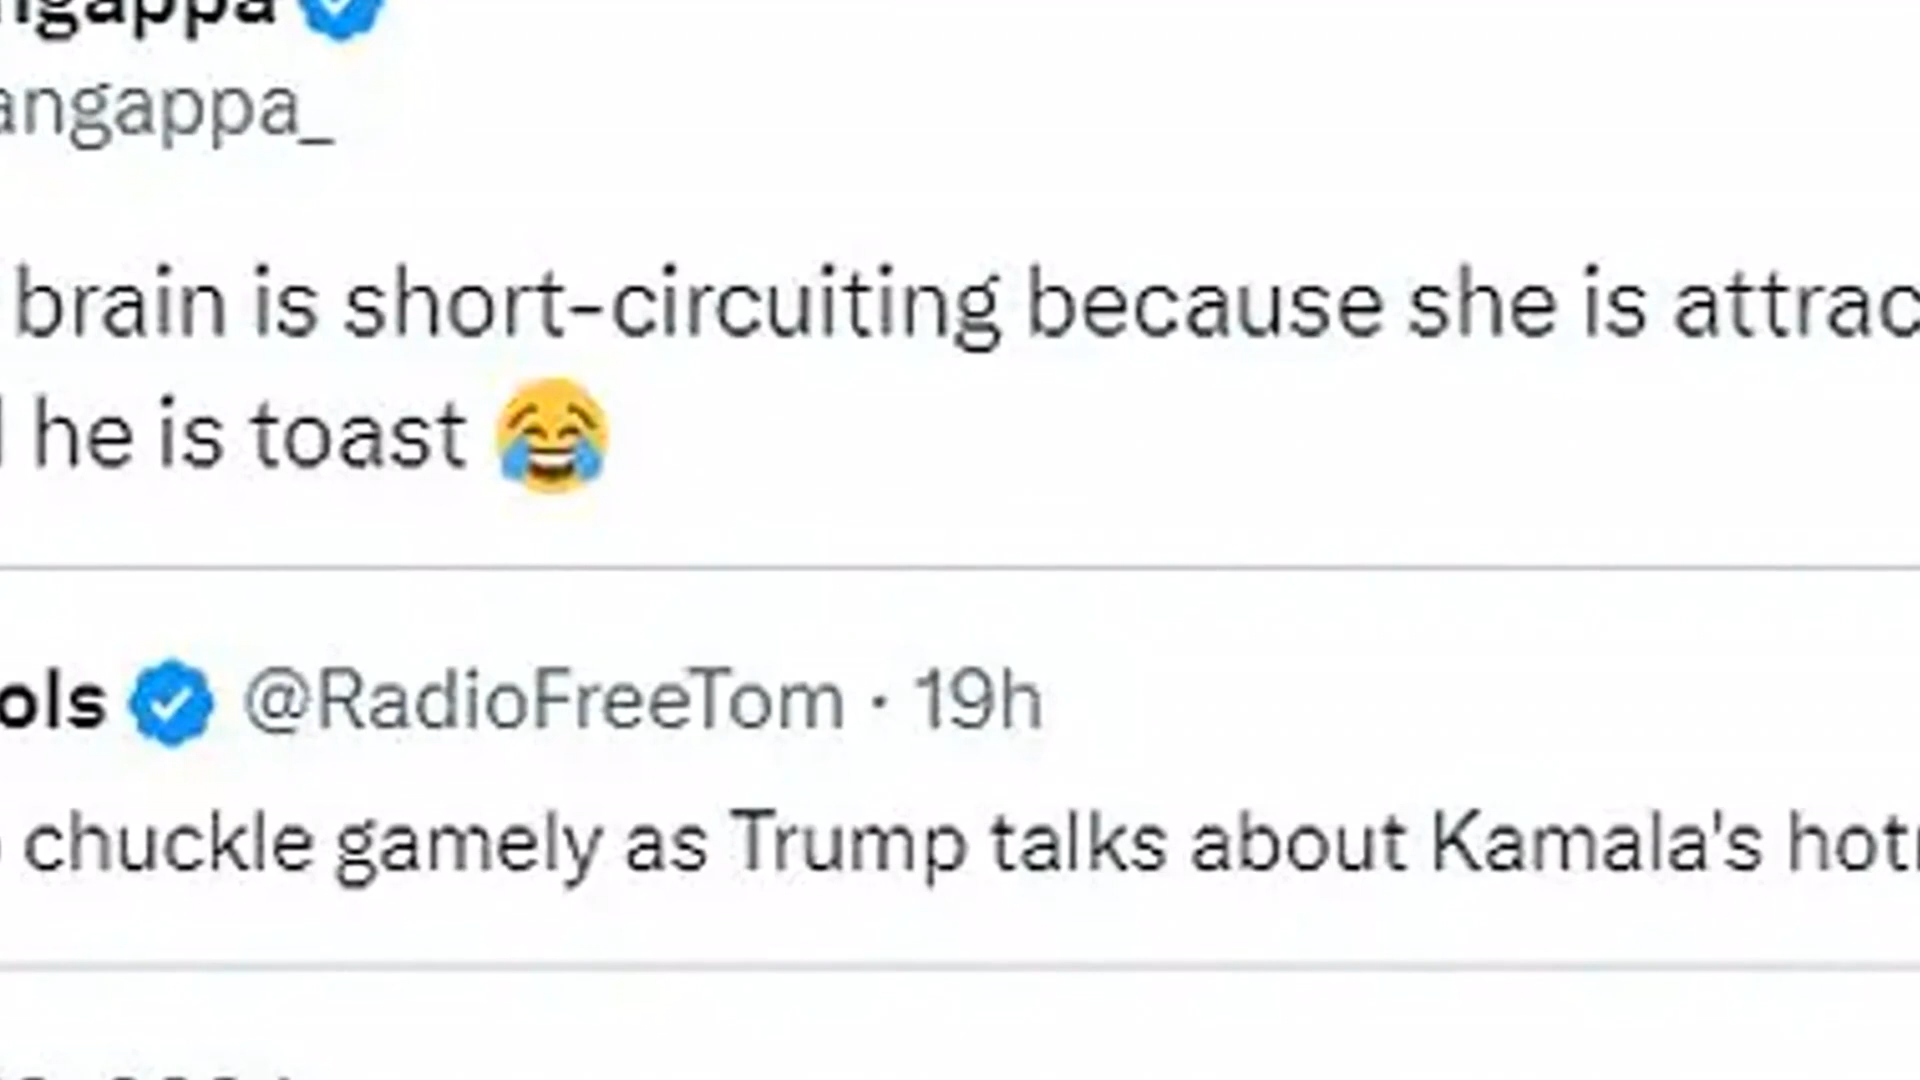 ngappa
angappa_
brain is short-circuiting because she is attrac
he is toast 😂
ols @RadioFreeTom · 19h
chuckle gamely as Trump talks about Kamala's hot